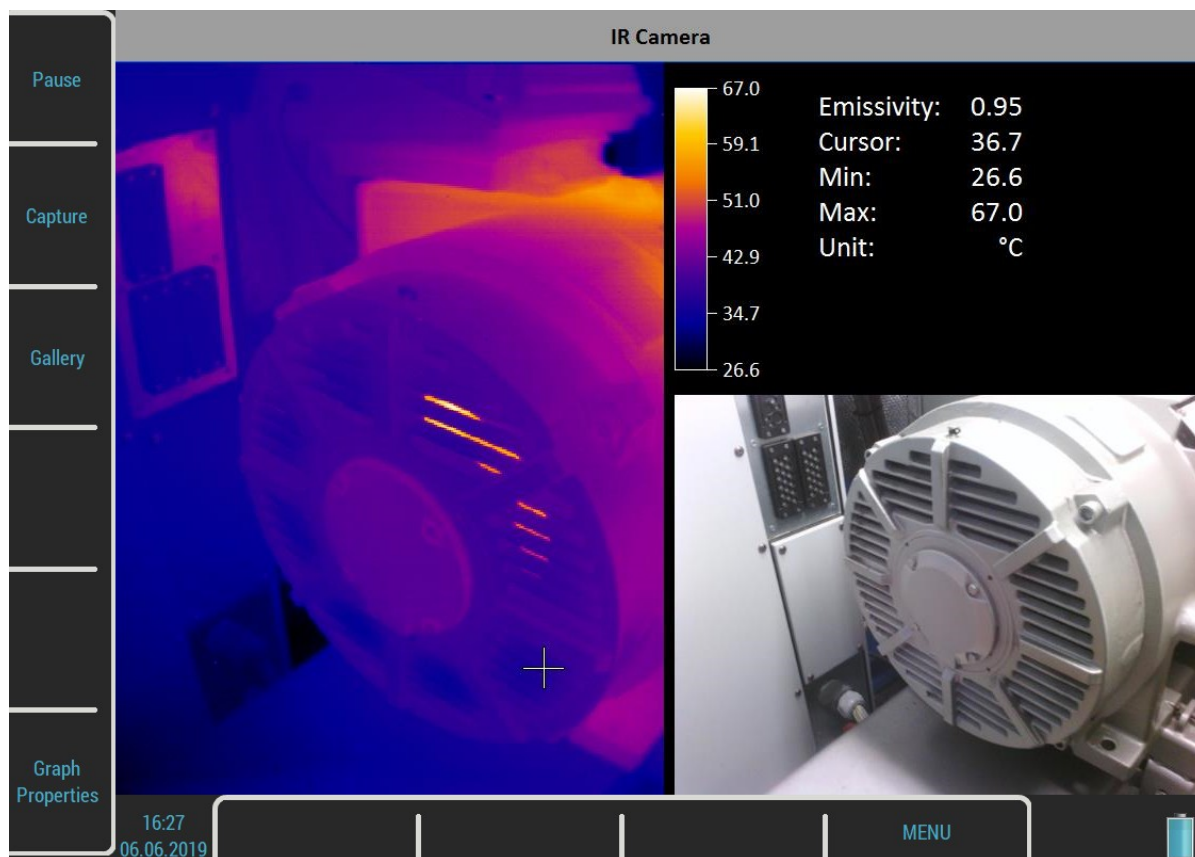 IR Camera
Pause
Capture
Gallery
Graph
Properties
67.0
59.1
51.0
42.9
34.7
26.6
Emissivity: 0.95
Cursor: 36.7
Min: 26.6
Max: 67.0
Unit: °C
16:27
06.06.2019
MENU